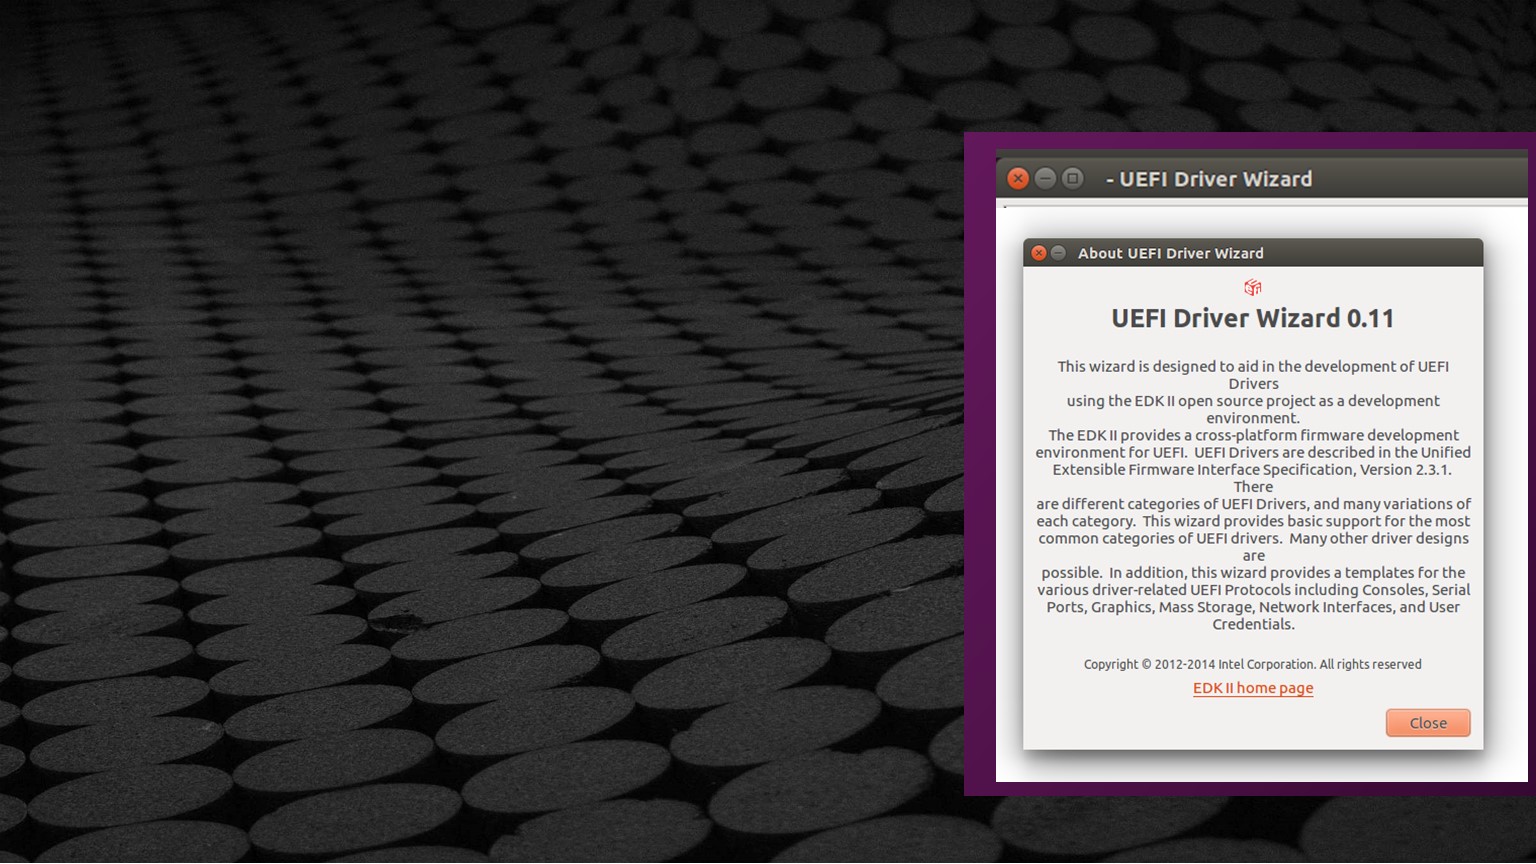 - UEFI Driver Wizard
About UEFI Driver Wizard
UEFI Driver Wizard 0.11
This wizard is designed to aid in the development of UEFI
Drivers
using the EDK II open source project as a development
environment.
The EDK II provides a cross-platform firmware development
environment for UEFI.  UEFI Drivers are described in the Unified
Extensible Firmware Interface Specification, Version 2.3.1.
There
are different categories of UEFI Drivers, and many variations of
each category.  This wizard provides basic support for the most
common categories of UEFI drivers.  Many other driver designs
are
possible.  In addition, this wizard provides a templates for the
various driver-related UEFI Protocols including Consoles, Serial
Ports, Graphics, Mass Storage, Network Interfaces, and User
Credentials.
Copyright © 2012-2014 Intel Corporation. All rights reserved
EDK II home page
Close